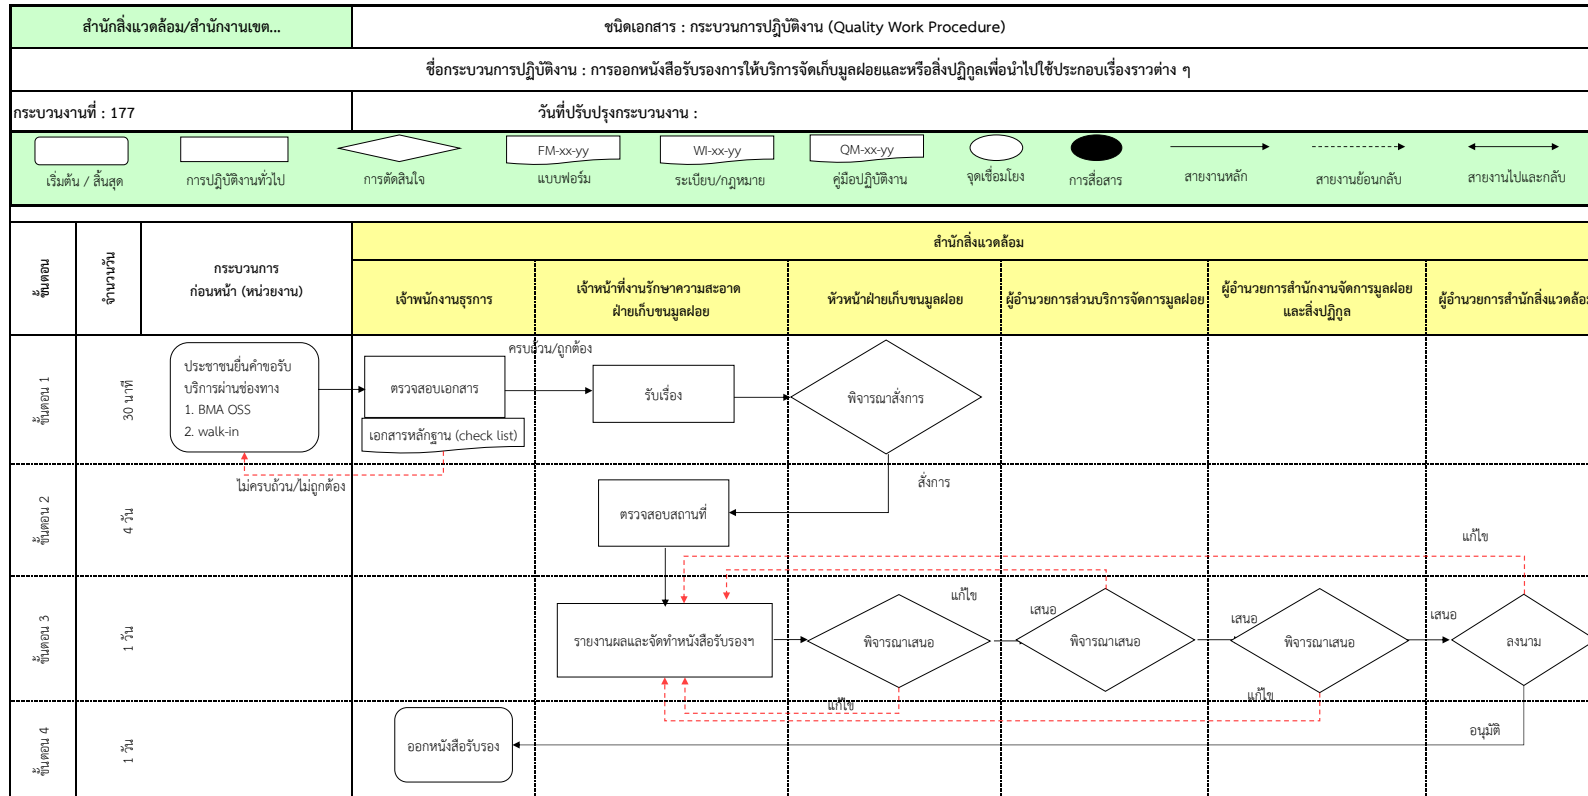 สำนักสิ่งแวดล้อม/สำนักงานเขต...
ชนิดเอกสาร : กระบวนการปฏิบัติงาน (Quality Work Procedure)
ชื่อกระบวนการปฏิบัติงาน : การออกหนังสือรับรองการให้บริการจัดเก็บมูลฝอยและหรือสิ่งปฏิกูลเพื่อนำไปใช้ประกอบเรื่องราวต่าง ๆ
กระบวนงานที่ : 177
วันที่ปรับปรุงกระบวนงาน :
FM-xx-yy
WI-xx-yy
QM-xx-yy
เริ่มต้น / สิ้นสุด
การปฏิบัติงานทั่วไป
การตัดสินใจ
แบบฟอร์ม
ระเบียบ/กฎหมาย
คู่มือปฏิบัติงาน
จุดเชื่อมโยง
การสื่อสาร
สายงานหลัก
สายงานย้อนกลับ
สายงานไปและกลับ
ขั้นตอน
จำนวนวัน
กระบวนการ
ก่อนหน้า (หน่วยงาน)
สำนักสิ่งแวดล้อม
เจ้าพนักงานธุรการ
เจ้าหน้าที่งานรักษาความสะอาด
ฝ่ายเก็บขนมูลฝอย
หัวหน้าฝ่ายเก็บขนมูลฝอย
ผู้อำนวยการส่วนบริการจัดการมูลฝอย
ผู้อำนวยการสำนักงานจัดการมูลฝอย
และสิ่งปฏิกูล
ผู้อำนวยการสำนักสิ่งแวดล้อม
ขั้นตอน 1
30 นาที
ประชาชนยื่นคำขอรับ
บริการผ่านช่องทาง
1. BMA OSS
2. walk-in
ตรวจสอบเอกสาร
เอกสารหลักฐาน (check list)
ครบถ้วน/ถูกต้อง
รับเรื่อง
พิจารณาสั่งการ
ไม่ครบถ้วน/ไม่ถูกต้อง
สั่งการ
ขั้นตอน 2
4 วัน
ตรวจสอบสถานที่
แก้ไข
ขั้นตอน 3
1 วัน
รายงานผลและจัดทำหนังสือรับรองฯ
พิจารณาเสนอ
แก้ไข
เสนอ
พิจารณาเสนอ
เสนอ
พิจารณาเสนอ
เสนอ
ลงนาม
แก้ไข
แก้ไข
ขั้นตอน 4
1 วัน
ออกหนังสือรับรอง
อนุมัติ